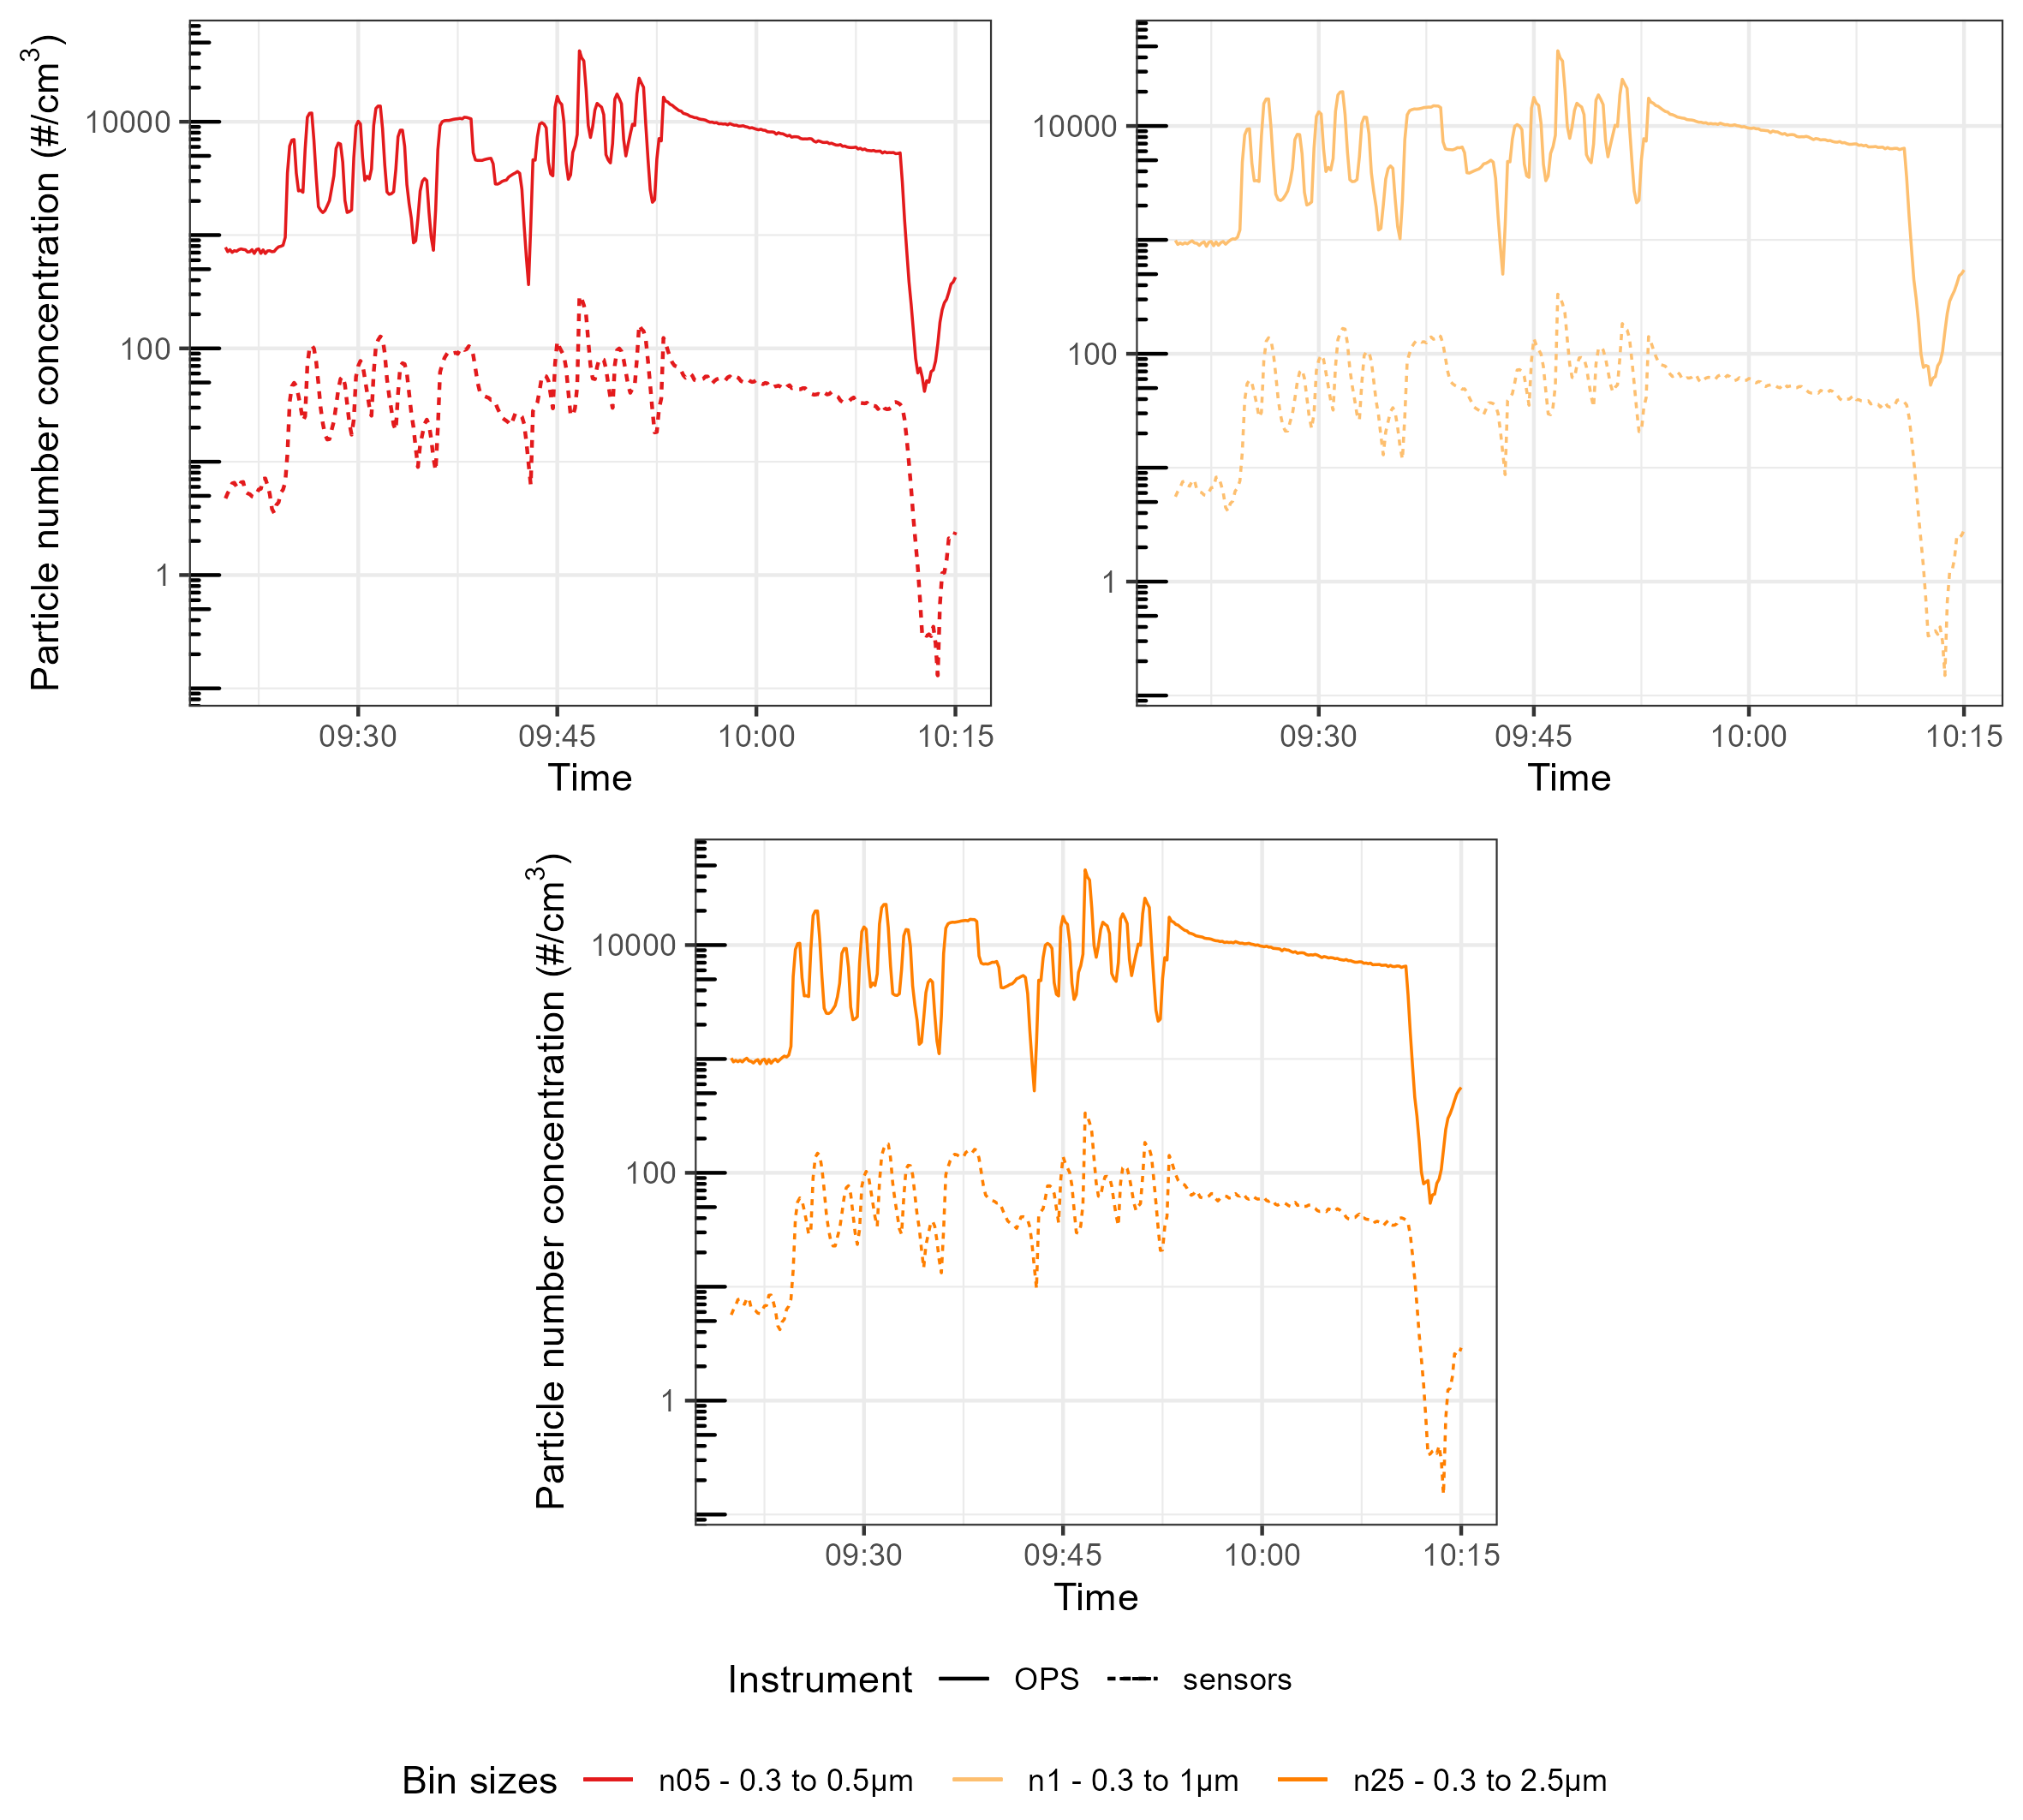 Particle number concentration (#/cm³)
10000
100
1
09:30 09:45 10:00 10:15
Time
10000
100
1
09:30 09:45 10:00 10:15
Time
Particle number concentration (#/cm³)
10000
100
1
09:30 09:45 10:00 10:15
Time
Instrument OPS sensors
Bin sizes n05 - 0.3 to 0.5µm n1 - 0.3 to 1µm n25 - 0.3 to 2.5µm